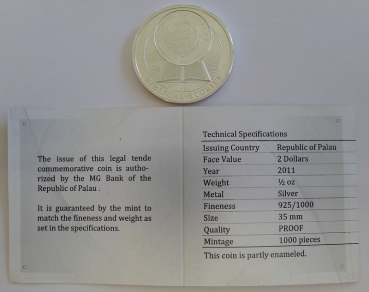 The issue of this legal tende
commemorative coin is autho-
rized by the MG Bank of the
Republic of Palau .
It is guaranteed by the mint to
match the fineness and weight as
set in the specifications.
Technical Specifications
Issuing Country Republic of Palau
Face Value 2 Dollars
Year 2011
Weight ½ oz
Metal Silver
Fineness 925/1000
Size 35 mm
Quality PROOF
Mintage 1000 pieces
This coin is partly enameled.